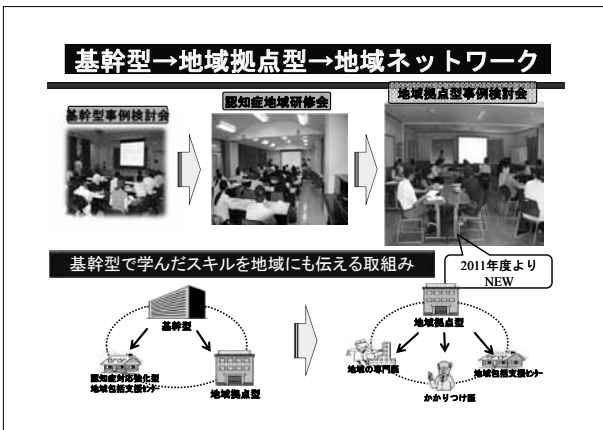 基幹型→地域拠点型→地域ネットワーク
基幹型事例検討会
認知症地域研修会
地域拠点型事例検討会
基幹型で学んだスキルを地域にも伝える取組み
2011年度より
NEW
基幹型
認知症対応強化型
地域包括支援ｾﾝﾀｰ
地域拠点型
地域拠点型
地域の専門医
かかりつけ医
地域包括支援ｾﾝﾀｰ